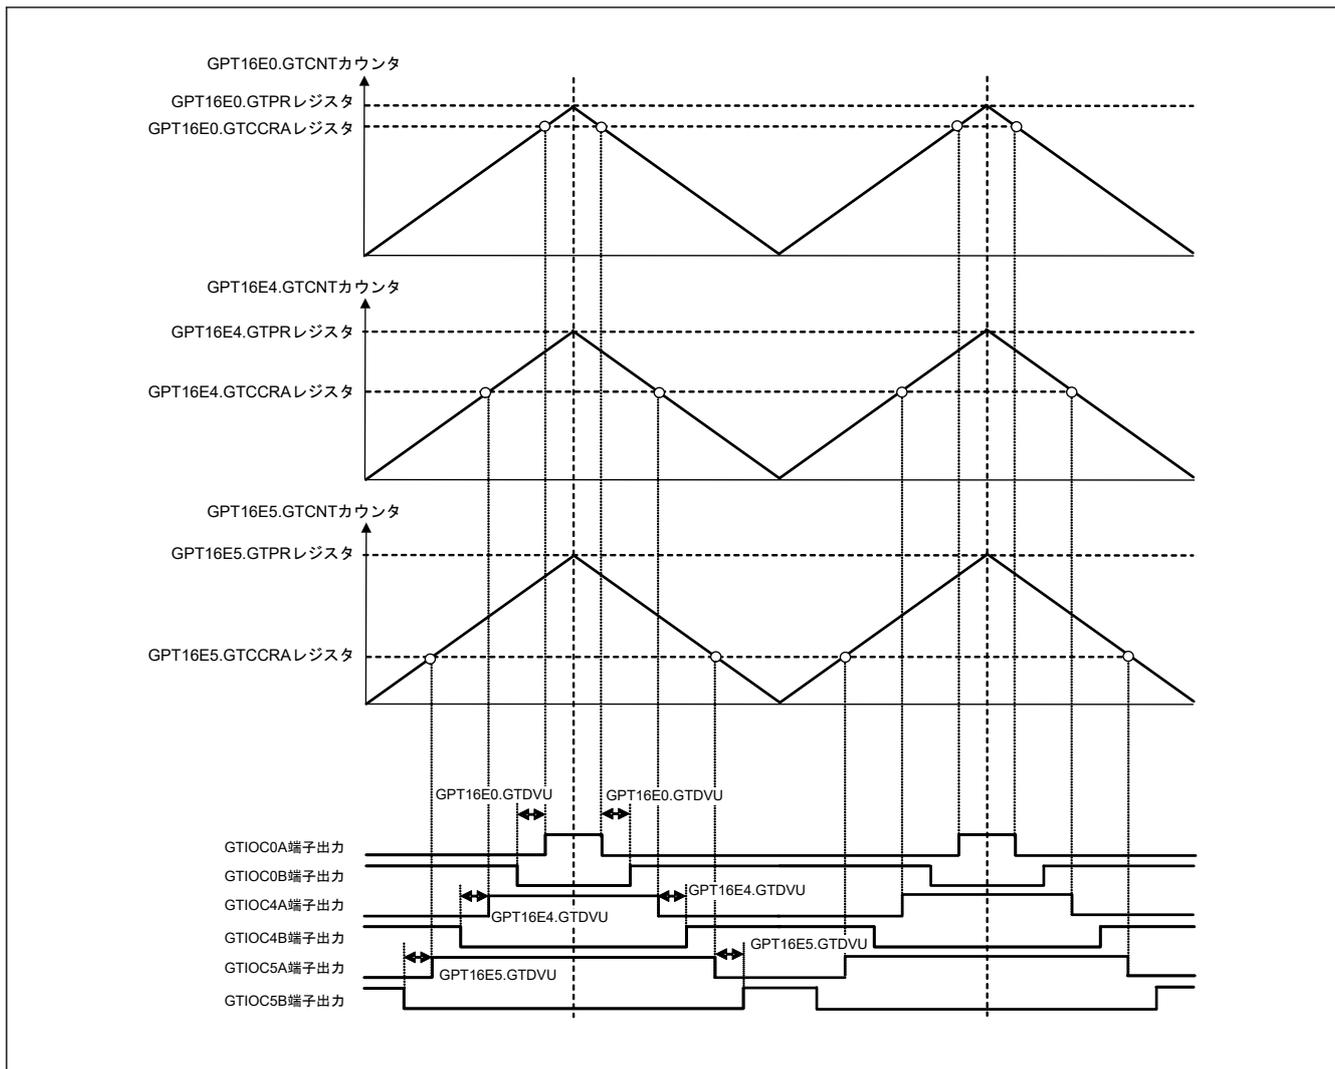 GPT16E0.GTCNTカウンタ
GPT16E0.GTPRレジスタ
GPT16E0.GTCCRAレジスタ
GPT16E4.GTCNTカウンタ
GPT16E4.GTPRレジスタ
GPT16E4.GTCCRAレジスタ
GPT16E5.GTCNTカウンタ
GPT16E5.GTPRレジスタ
GPT16E5.GTCCRAレジスタ
GPT16E0.GTDVU
GPT16E0.GTDVU
GTIOC0A端子出力
GTIOC0B端子出力
GPT16E4.GTDVU
GTIOC4A端子出力
GPT16E4.GTDVU
GTIOC4B端子出力
GPT16E5.GTDVU
GTIOC5A端子出力
GPT16E5.GTDVU
GTIOC5B端子出力